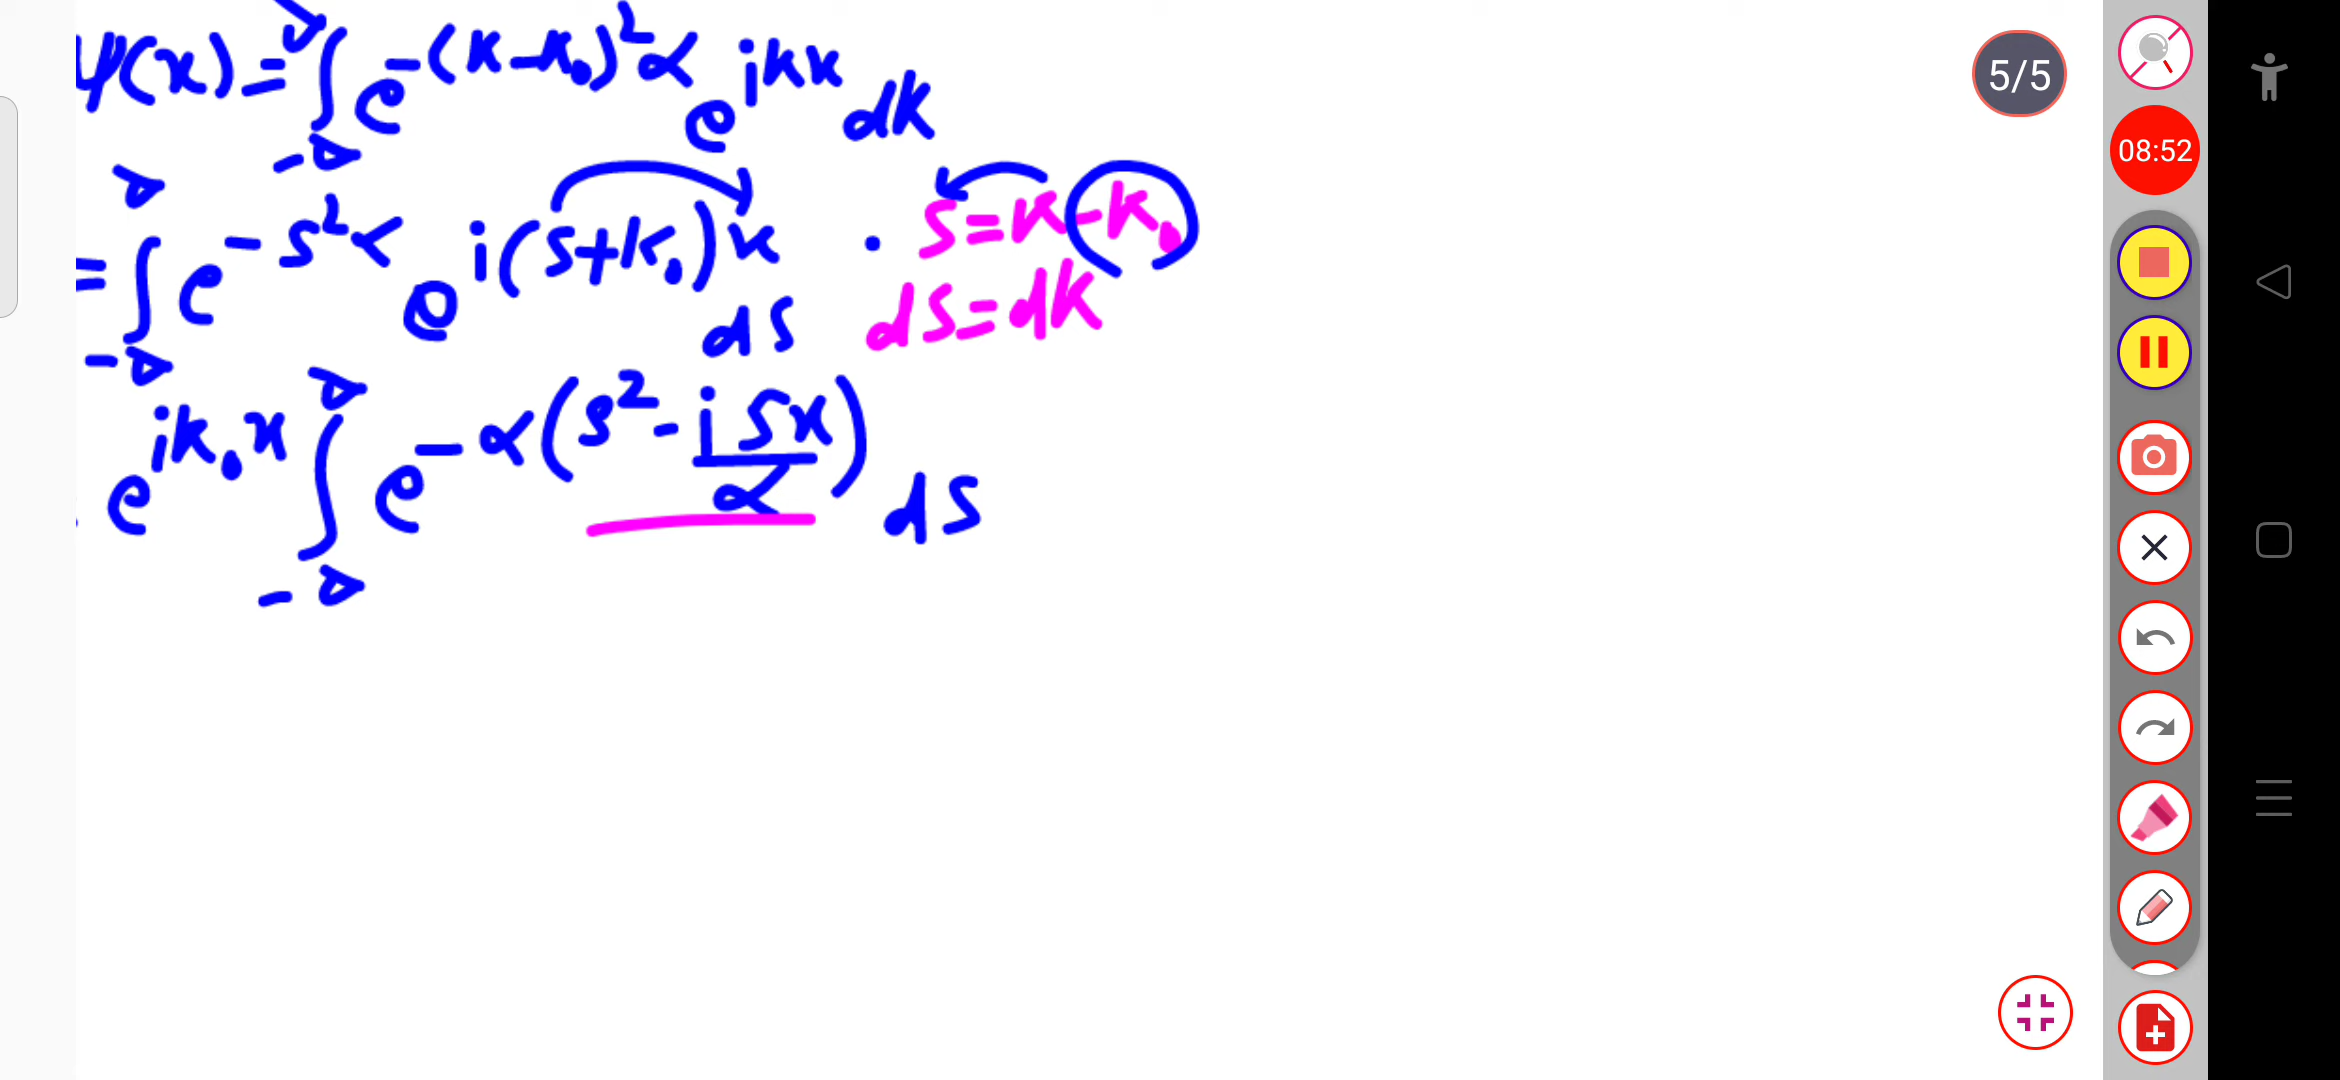 ψ(x) = ∫_{-∞}^{∞} e^{-(k-k₀)²α} e^{ikx} dk
5/5
08:52
= ∫_{-∞}^{∞} e^{-s²α} e^{i(s+k₀)x} ds
. s=k-k₀
ds=dk
e^{ik₀x} ∫_{-∞}^{∞} e^{-α(s² - isx/α)} ds